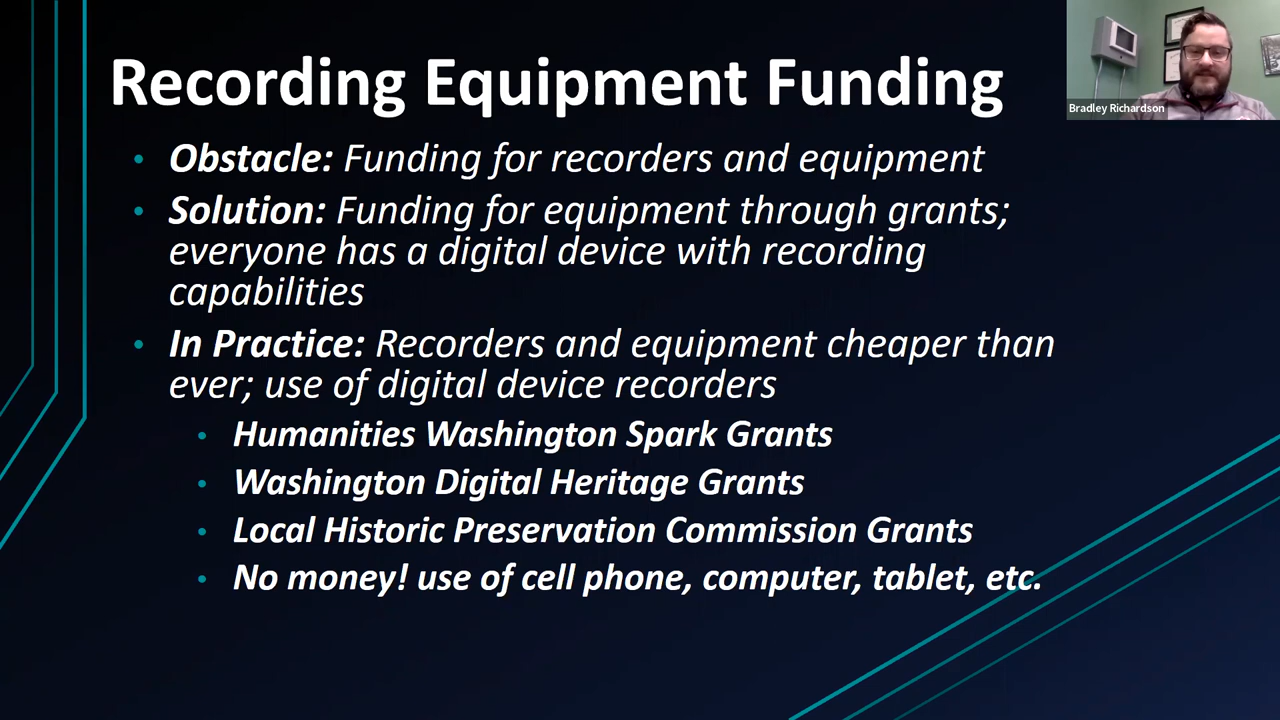 Recording Equipment Funding
Bradley Richardson
• Obstacle: Funding for recorders and equipment
• Solution: Funding for equipment through grants;
everyone has a digital device with recording
capabilities
• In Practice: Recorders and equipment cheaper than
ever; use of digital device recorders
• Humanities Washington Spark Grants
• Washington Digital Heritage Grants
• Local Historic Preservation Commission Grants
• No money! use of cell phone, computer, tablet, etc.